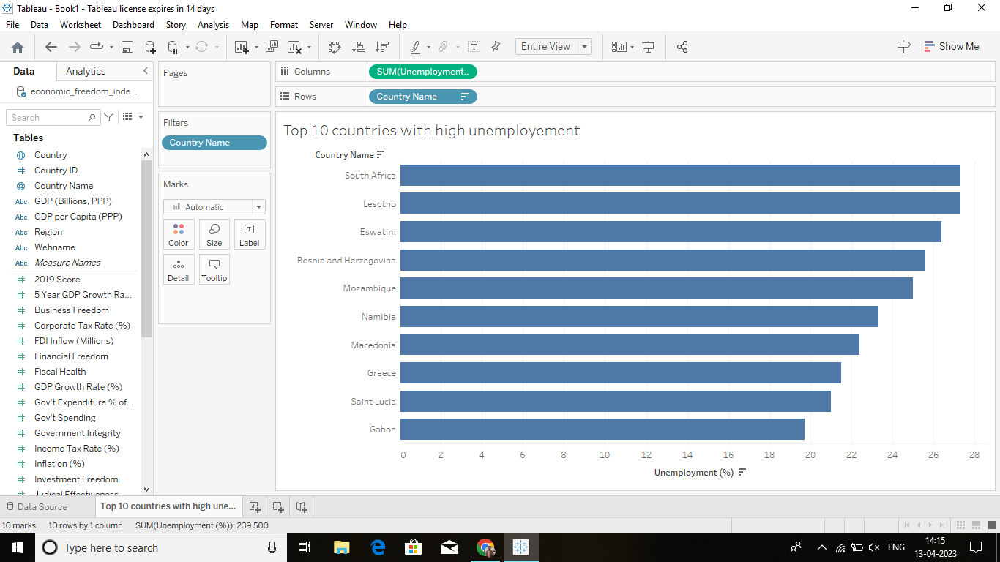 Tableau - Book1 - Tableau license expires in 14 days
File Data Worksheet Dashboard Story Analysis Map Format Server Window Help
Entire View
Show Me
Data Analytics
economic_freedom_inde...
Search
Tables
Country
Country ID
Country Name
Abc GDP (Billions, PPP)
Abc GDP per Capita (PPP)
Abc Region
Abc Webname
Abc Measure Names
2019 Score
5 Year GDP Growth Ra...
Business Freedom
Corporate Tax Rate (%)
FDI Inflow (Millions)
Financial Freedom
Fiscal Health
GDP Growth Rate (%)
Gov't Expenditure % of...
Gov't Spending
Government Integrity
Income Tax Rate (%)
Inflation (%)
Investment Freedom
Judical Effectiveness
Pages
Filters
Country Name
Marks
Automatic
Color Size Label
Detail Tooltip
Columns SUM(Unemployment..
Rows Country Name
Top 10 countries with high unemployement
Country Name
South Africa
Lesotho
Eswatini
Bosnia and Herzegovina
Mozambique
Namibia
Macedonia
Greece
Saint Lucia
Gabon
0 2 4 6 8 10 12 14 16 18 20 22 24 26 28
Unemployment (%)
Data Source Top 10 countries with high une...
10 marks 10 rows by 1 column SUM(Unemployment (%)): 239.500
Type here to search
ENG
14:15
13-04-2023